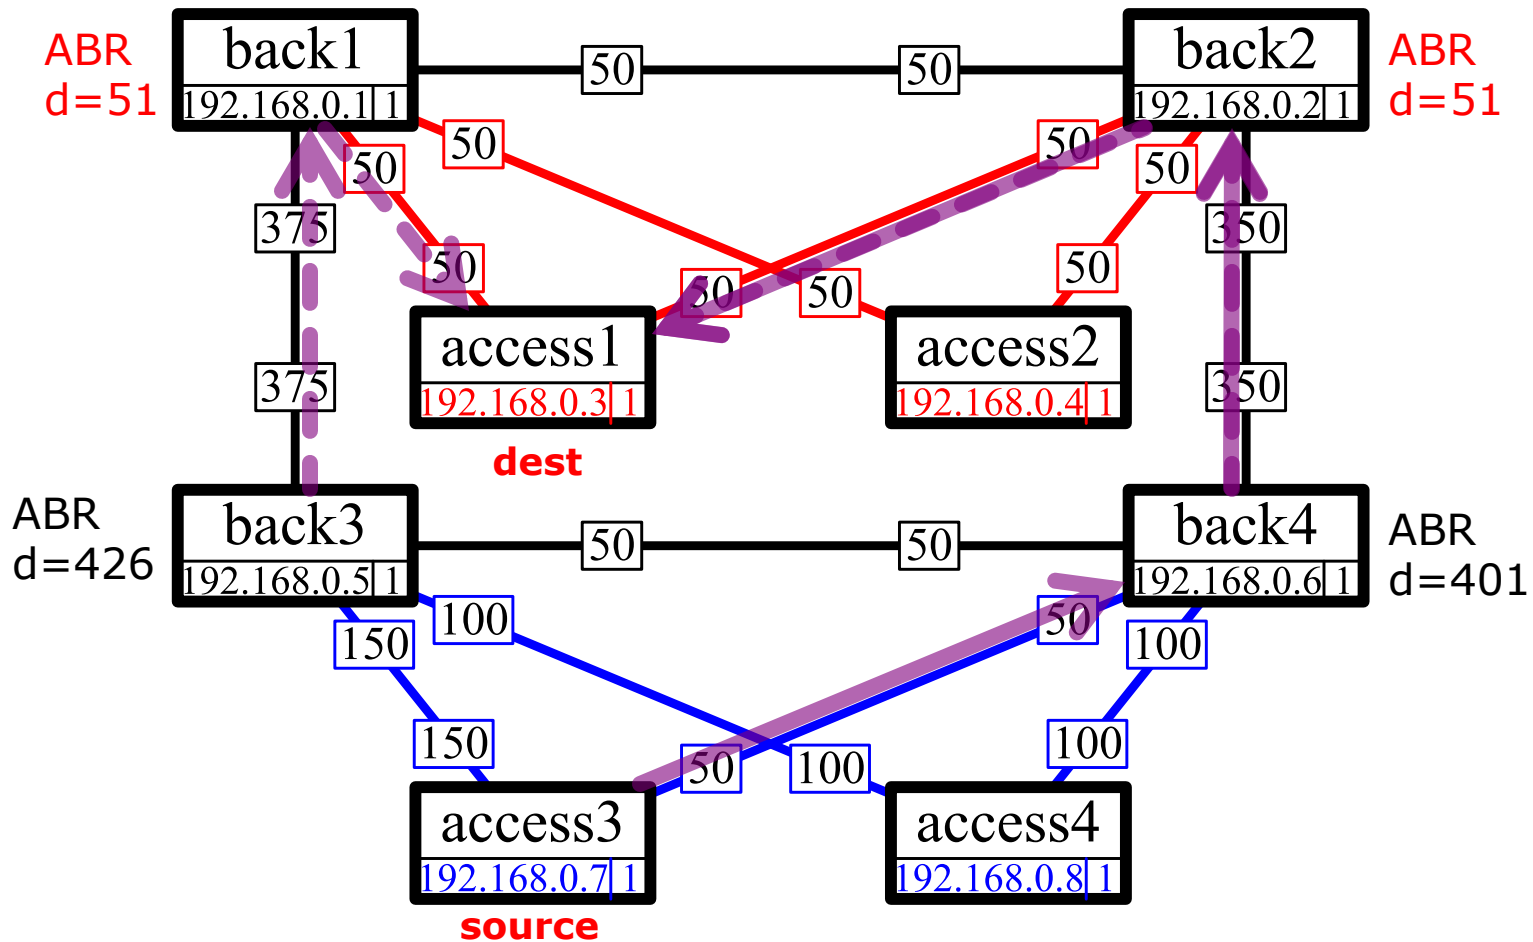 ABR
d=51
back1
192.168.0.1 1
50
50
back2
192.168.0.2 1
ABR
d=51
50
50
50
50
375
350
50
50
50
50
access1
192.168.0.3 1
access2
192.168.0.4 1
375
350
dest
ABR
d=426
back3
192.168.0.5 1
50
50
back4
192.168.0.6 1
ABR
d=401
150
100
50
100
150
50
100
100
access3
192.168.0.7 1
access4
192.168.0.8 1
source